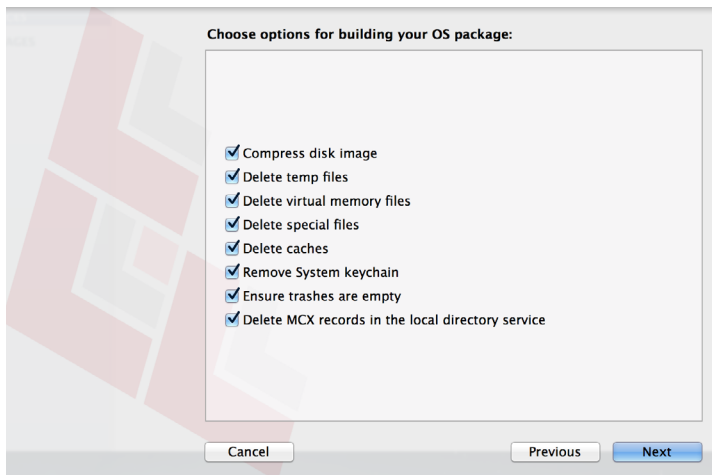 Choose options for building your OS package:
Compress disk image
Delete temp files
Delete virtual memory files
Delete special files
Delete caches
Remove System keychain
Ensure trashes are empty
Delete MCX records in the local directory service
Cancel
Previous
Next